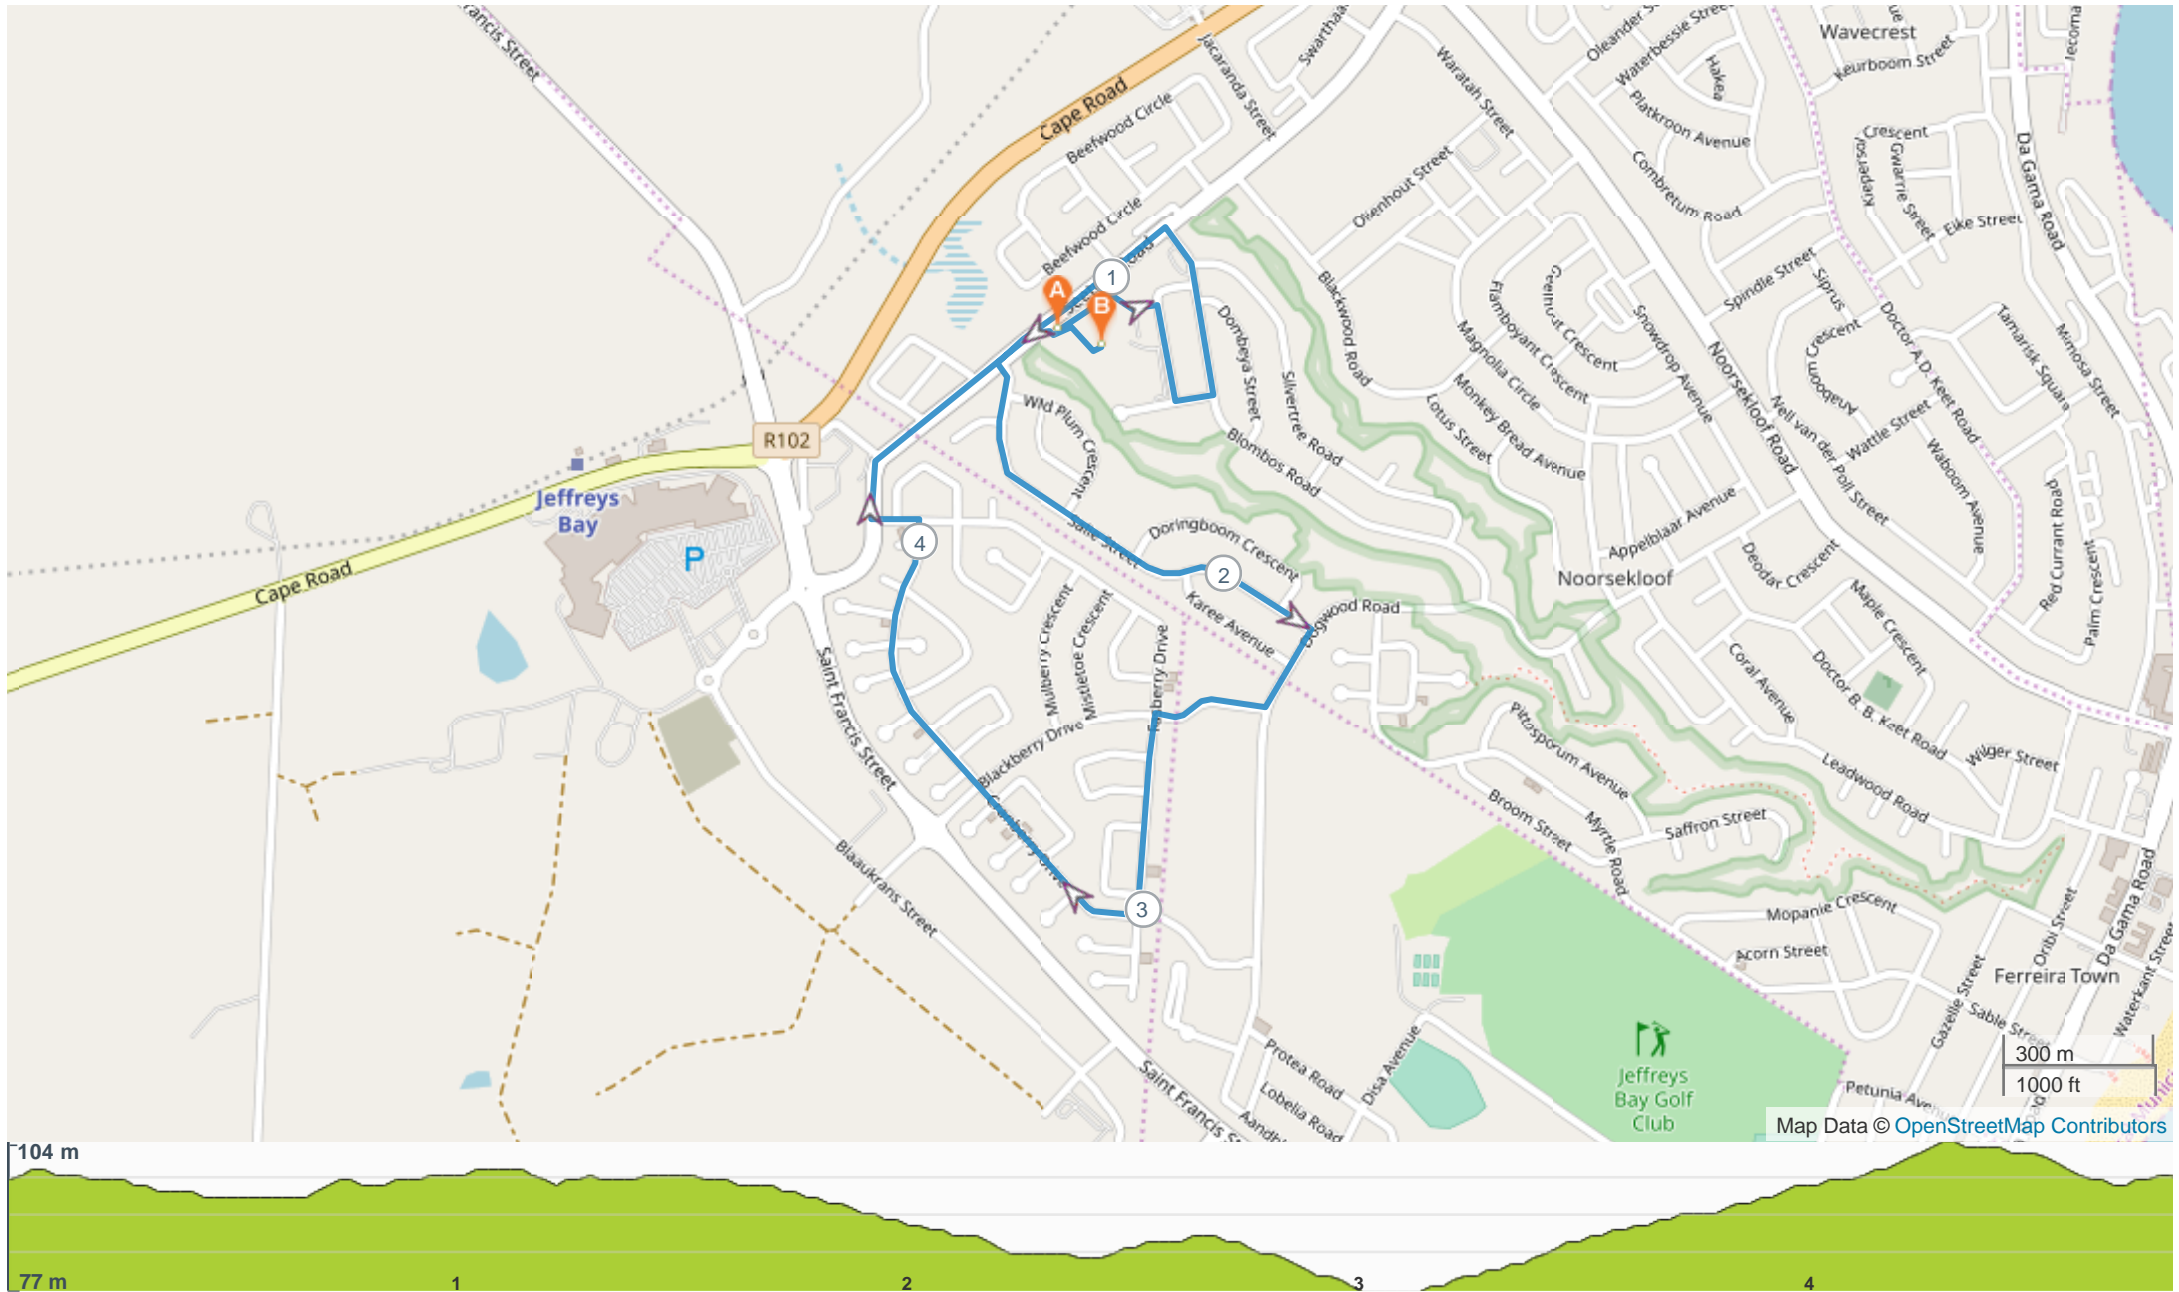 Francis Street
Cape Road
Jacaranda Street
Waratah Street
Waterbessie Street
Hakea
Wavecrest
Keurboom Street
Platkroon Avenue
Combretum Road
Crescent
Gwarrie Street
Kapersol
Da Gama Road
Eike Street
Beefwood Circle
Beefwood Circle
Olienhout Street
Blackwood Road
Flamboyant Crescent
Magnolia Circle
Monkey Bread Avenue
Lotus Street
Snowdrop Avenue
Noorsekloof Road
Spindle Street
Siprus
Crescent
Doctor A.D. Keet Road
Tamarisk Square
Mimosa Street
Nell van der Poll Street
Wattle Street
Waboom Avenue
Red Currant Road
Palm Crescent
A
B
1
Dombeya Street
Silvertree Road
Blombos Road
R102
Jeffreys
Bay
P
Cape Road
Wild Plum Crescent
Doringboom Crescent
2
Karee Avenue
Dogwood Road
Appelblaar Avenue
Noorsekloof
Deodar Crescent
Maple Crescent
Coral Avenue
Doctor B. B. Keet Road
Wilger Street
Leadwood Road
4
Mulberry Crescent
Mistletoe Crescent
Blackberry Drive
Cranberry Drive
Saint Francis Street
Blaaukrans Street
3
Pittosporum Avenue
Broom Street
Myrtle Road
Saffron Street
Mopanie Crescent
Acorn Street
Ferreira Town
Gazelle Street
Oribi Street
Da Gama Road
Waterkant Street
Sable Street
Petunia Avenue
Protea Road
Lobelia Road
Disa Avenue
Saint Francis St
Jeffreys
Bay Golf
Club
300 m
1000 ft
Map Data © OpenStreetMap Contributors
104 m
77 m
1
2
3
4